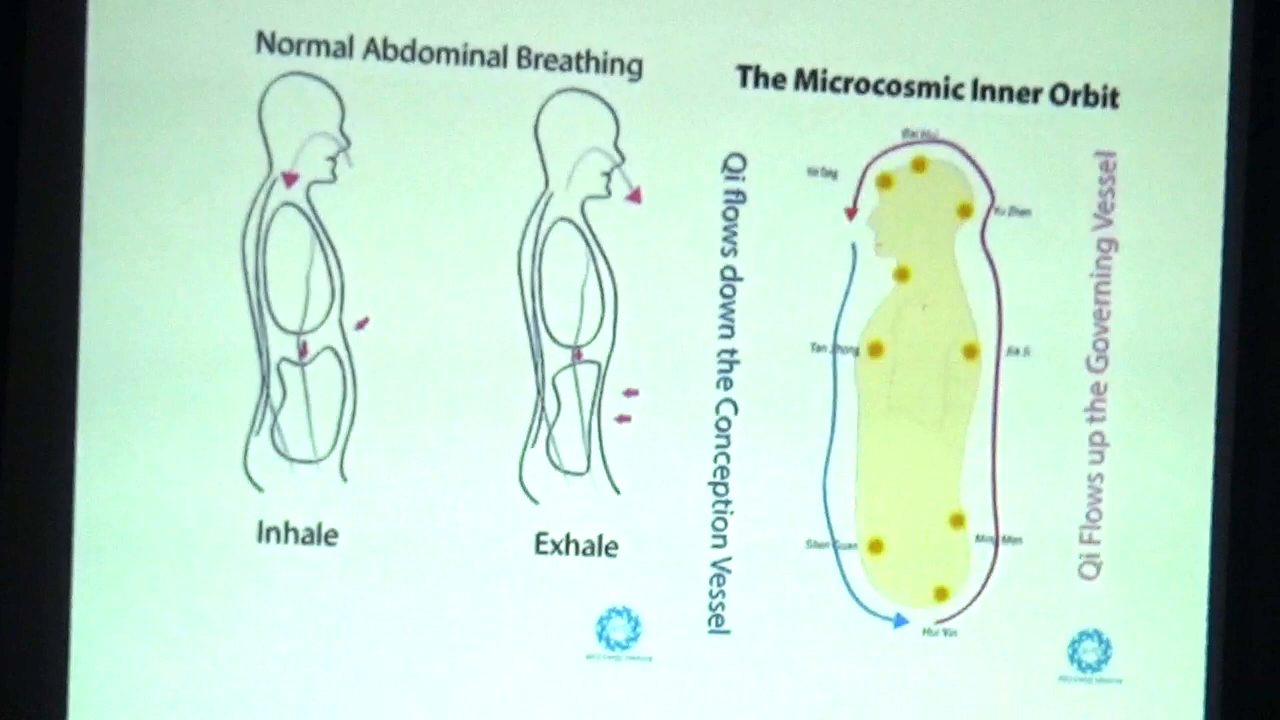 Normal Abdominal Breathing
Inhale
Exhale
The Microcosmic Inner Orbit
Qi flows down the Conception Vessel
Qi Flows up the Governing Vessel
Bai Hui
Yu Zhen
Tan Zhong
Jia Ji
Shen Guan
Ming Men
Hui Yin